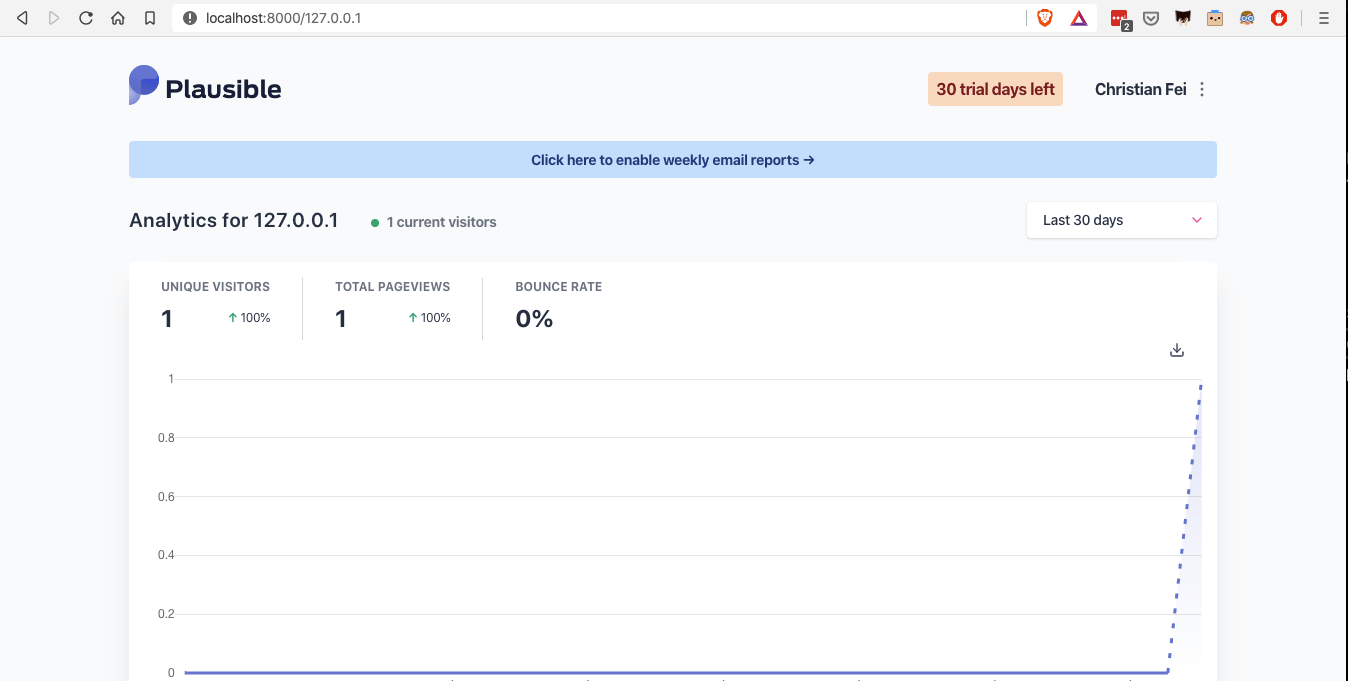 localhost:8000/127.0.0.1
2
Plausible
30 trial days left
Christian Fei
Click here to enable weekly email reports →
Analytics for 127.0.0.1
1 current visitors
Last 30 days
UNIQUE VISITORS
TOTAL PAGEVIEWS
BOUNCE RATE
1
↑ 100%
1
↑ 100%
0%
1
0.8
0.6
0.4
0.2
0